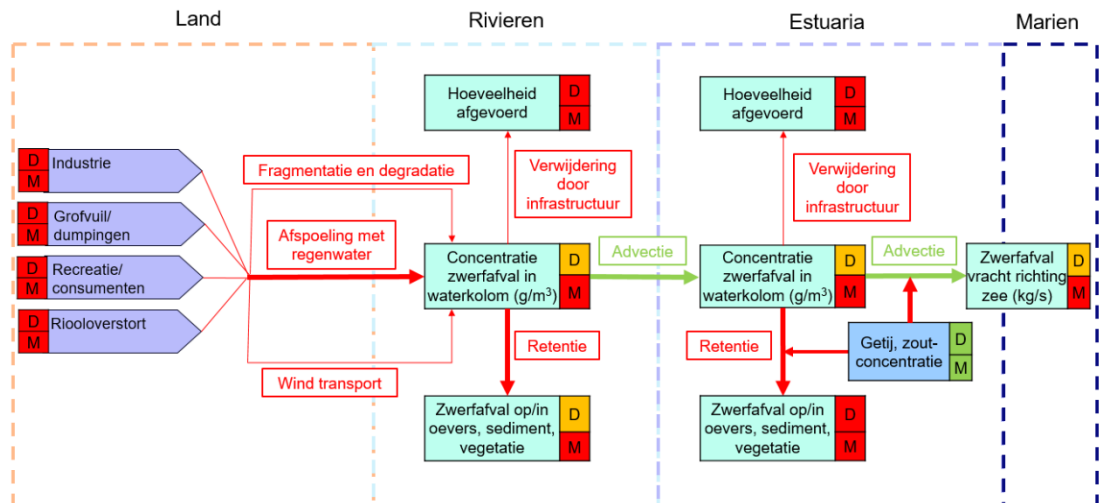 Land
Rivieren
Estuaria
Marien
D
M
Industrie
D
M
Grofvuil/
dumpingen
D
M
Recreatie/
consumenten
D
M
Riooloverstort
Fragmentatie en degradatie
Afspoeling met
regenwater
Wind transport
Hoeveelheid
afgevoerd
D
M
Verwijdering
door
infrastructuur
Concentratie
zwerfafval in
waterkolom (g/m³)
D
M
Retentie
Zwerfafval op/in
oevers, sediment,
vegetatie
D
M
Advectie
Hoeveelheid
afgevoerd
D
M
Verwijdering
door
infrastructuur
Concentratie
zwerfafval in
waterkolom (g/m³)
D
M
Retentie
Zwerfafval op/in
oevers, sediment,
vegetatie
D
M
Advectie
Getij, zout-
concentratie
D
M
Zwerfafval
vracht richting
zee (kg/s)
D
M